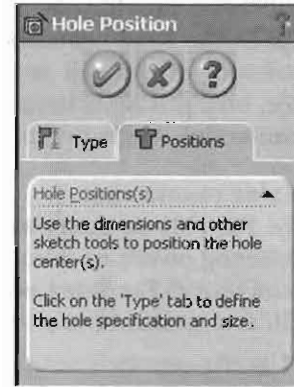 Hole Position
?
?
Type
Positions
Hole Positions(s)
Use the dimensions and other
sketch tools to position the hole
center(s).
Click on the 'Type' tab to define
the hole specification and size.